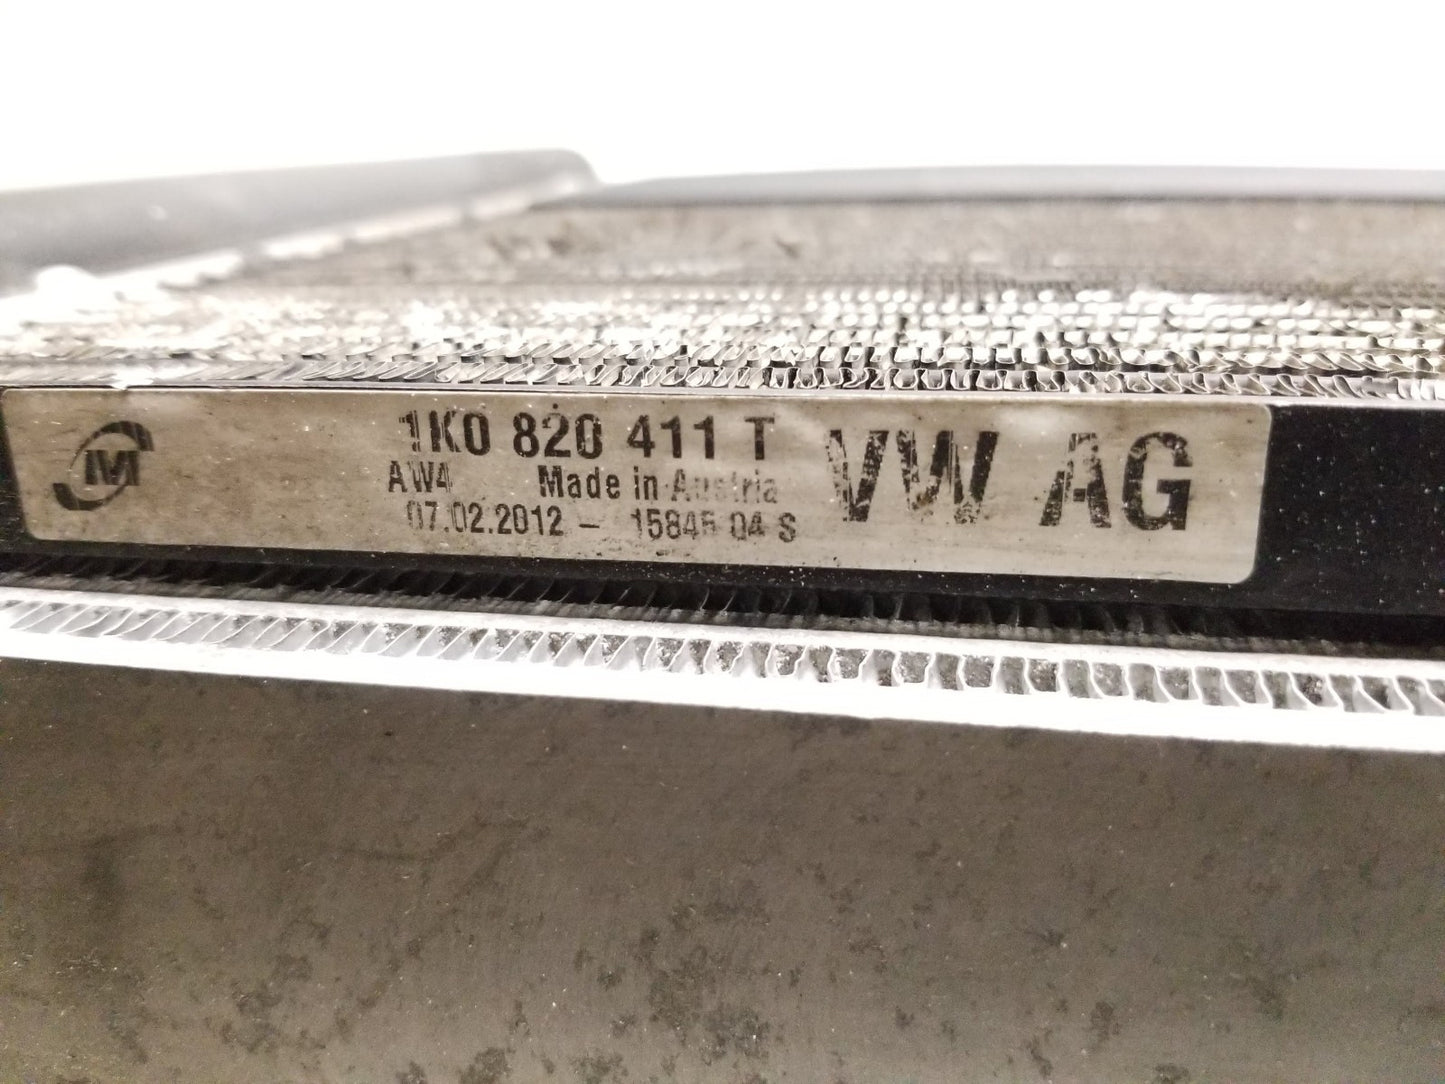 M
1K0 820 411 T
VW AG
AW4 Made in Austria
07.02.2012 - 15845 04 S